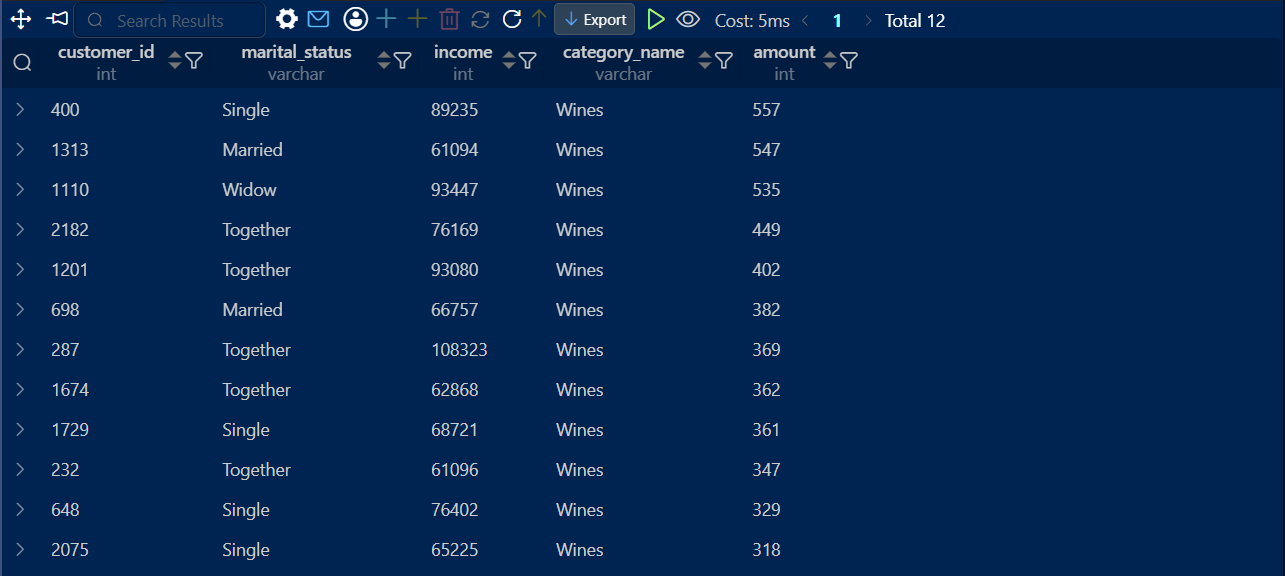 Search Results Export Cost: 5ms 1 Total 12
customer_id marital_status income category_name amount
int varchar int varchar int
400 Single 89235 Wines 557
1313 Married 61094 Wines 547
1110 Widow 93447 Wines 535
2182 Together 76169 Wines 449
1201 Together 93080 Wines 402
698 Married 66757 Wines 382
287 Together 108323 Wines 369
1674 Together 62868 Wines 362
1729 Single 68721 Wines 361
232 Together 61096 Wines 347
648 Single 76402 Wines 329
2075 Single 65225 Wines 318